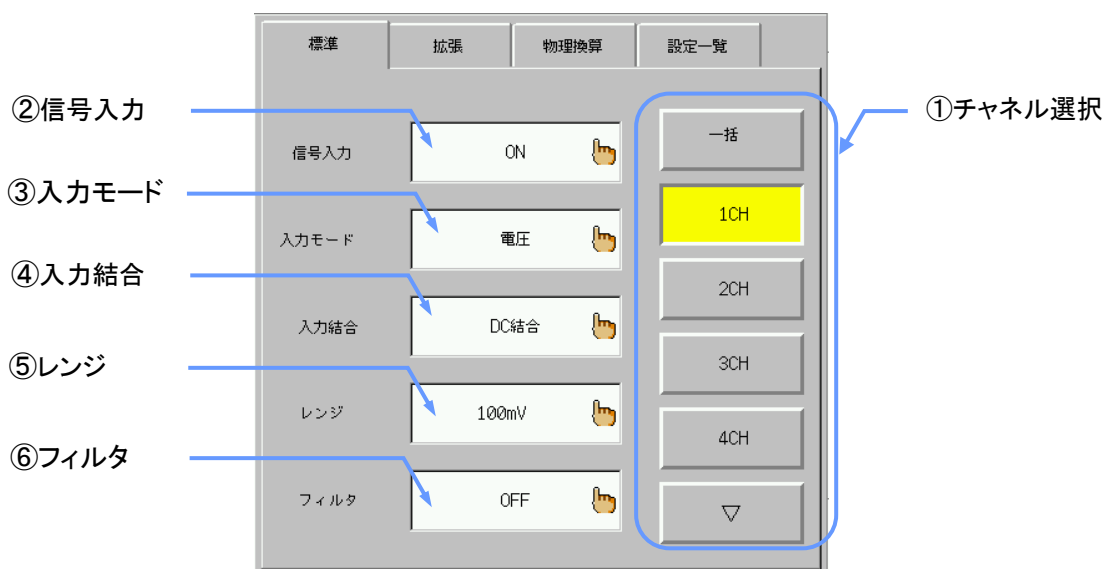 標準 拡張 物理換算 設定一覧
②信号入力
①チャネル選択
信号入力 ON 一括
③入力モード
1CH
入力モード 電圧
④入力結合
2CH
入力結合 DC結合
⑤レンジ
3CH
レンジ 100mV
4CH
⑥フィルタ
フィルタ OFF ▽